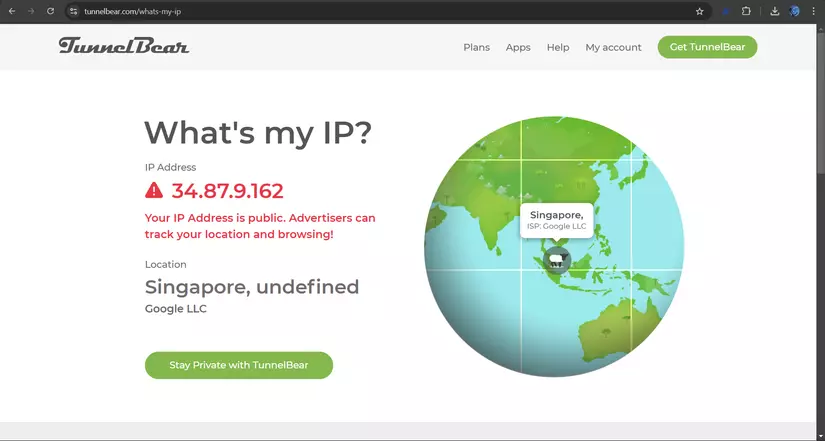 tunnelbear.com/whats-my-ip
TunnelBear
Plans
Apps
Help
My account
Get TunnelBear
What's my IP?
IP Address
34.87.9.162
Your IP Address is public. Advertisers can
track your location and browsing!
Location
Singapore, undefined
Google LLC
Stay Private with TunnelBear
Singapore,
ISP: Google LLC